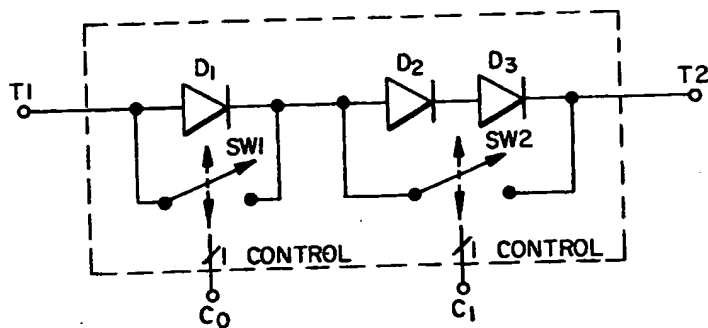 T1
D1
D2
D3
T2
SW1
SW2
1 CONTROL
1 CONTROL
C0
C1